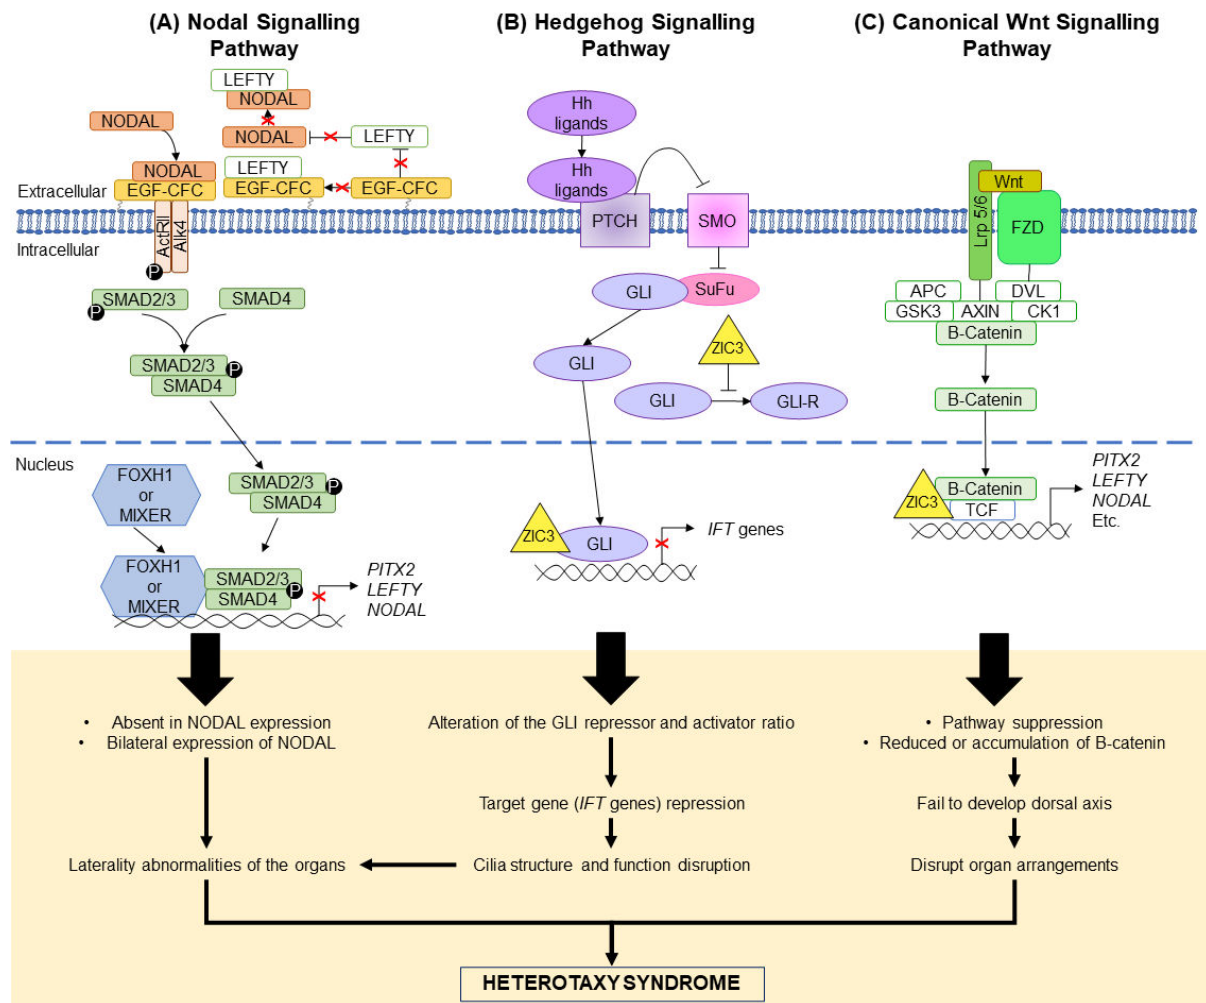 (A) Nodal Signalling
Pathway
(B) Hedgehog Signalling
Pathway
(C) Canonical Wnt Signalling
Pathway
LEFTY
NODAL
NODAL
NODAL
LEFTY
NODAL
LEFTY
Extracellular
EGF-CFC
EGF-CFC
EGF-CFC
Intracellular
ActRII
Alk4
P
P
SMAD2/3
SMAD4
SMAD2/3
P
SMAD4
Nucleus
FOXH1
or
MIXER
SMAD2/3
P
SMAD4
FOXH1
or
MIXER
SMAD2/3
P
SMAD4
PITX2
LEFTY
NODAL
Hh
ligands
Hh
ligands
PTCH
SMO
GLI
SuFu
ZIC3
GLI
GLI
GLI-R
ZIC3
GLI
IFT genes
Wnt
Lrp 5/6
FZD
APC
DVL
GSK3
AXIN
CK1
B-Catenin
B-Catenin
ZIC3
B-Catenin
TCF
PITX2
LEFTY
NODAL
Etc.
• Absent in NODAL expression
• Bilateral expression of NODAL
Laterality abnormalities of the organs
Alteration of the GLI repressor and activator ratio
Target gene (IFT genes) repression
Cilia structure and function disruption
• Pathway suppression
• Reduced or accumulation of B-catenin
Fail to develop dorsal axis
Disrupt organ arrangements
HETEROTAXY SYNDROME